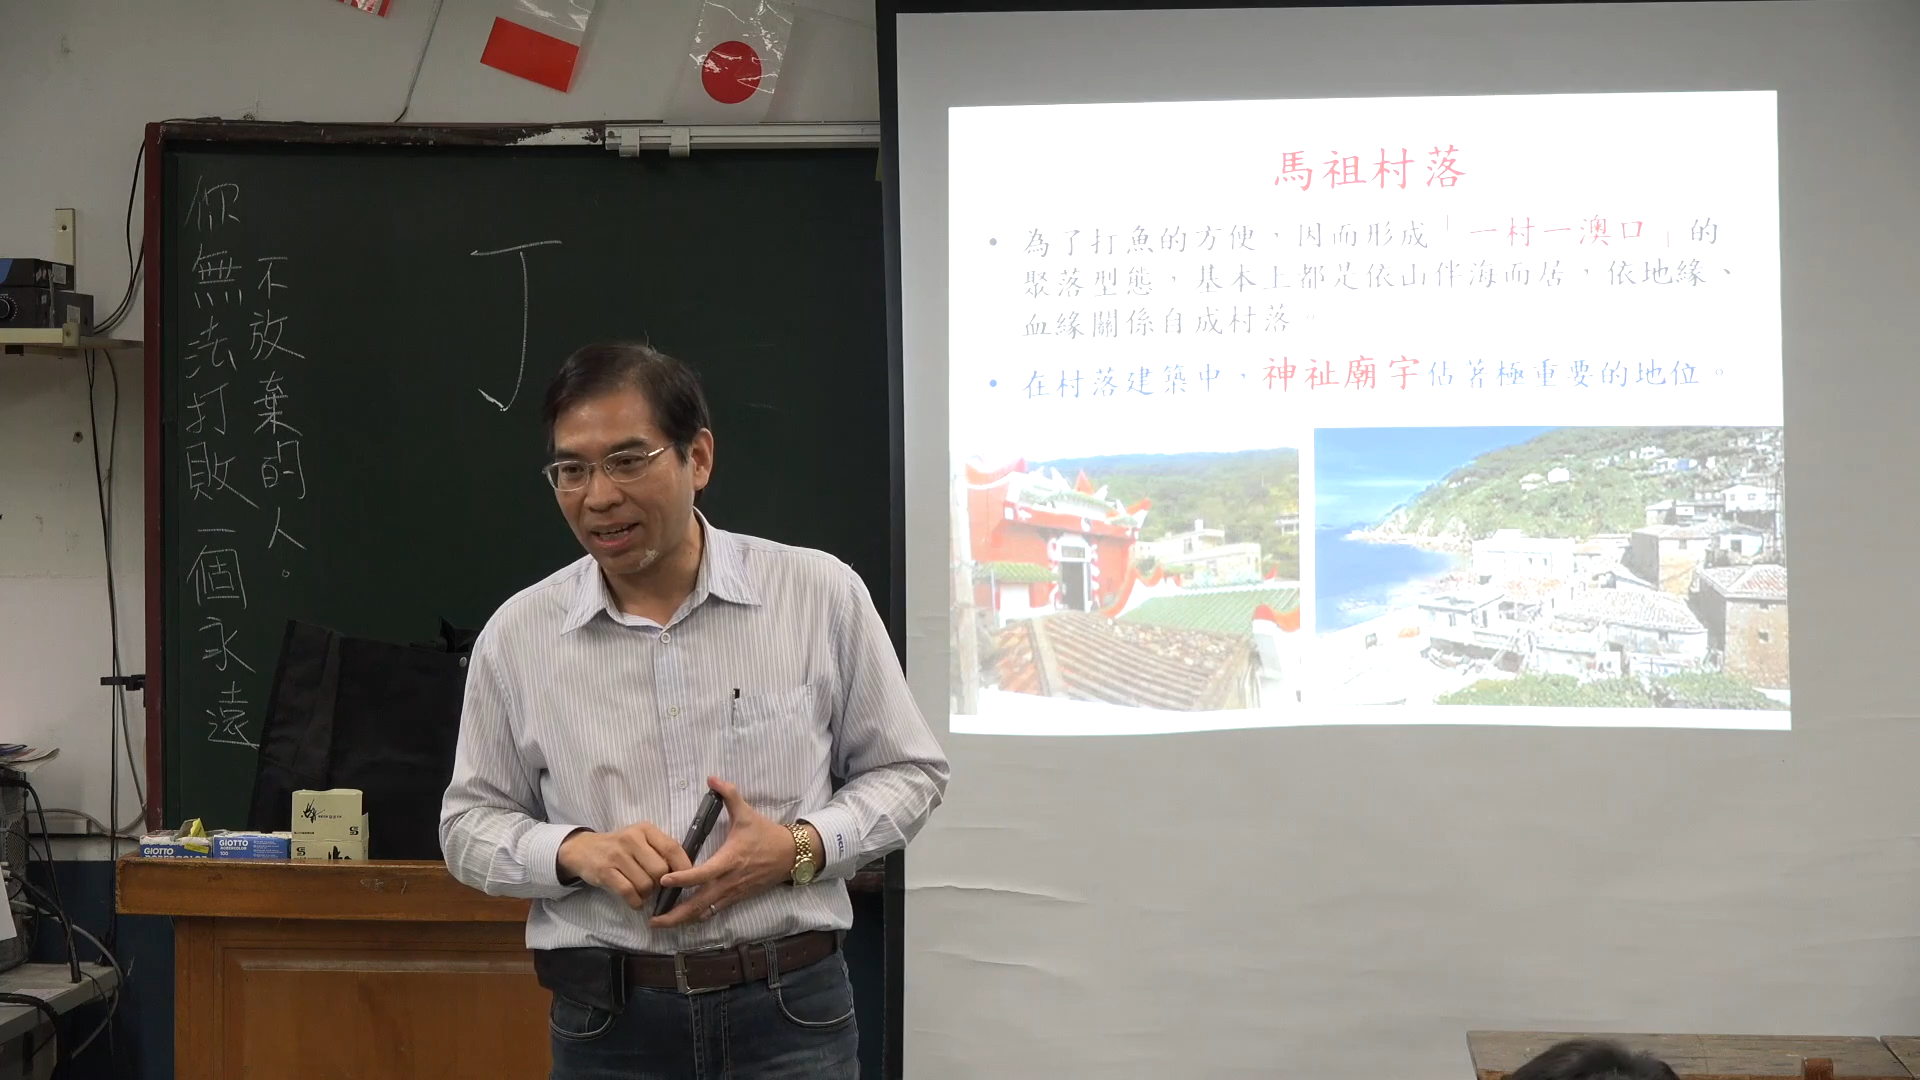 你無法打敗一個永遠
不放棄的人。
丁
馬祖村落
• 為了打魚的方便，因而形成「一村一澳口」的
聚落型態，基本上都是依山伴海而居，依地緣、
血緣關係自成村落。
• 在村落建築中，神祉廟宇佔著極重要的地位。
GIOTTO
GIOTTO
ROBERCOLOR
100